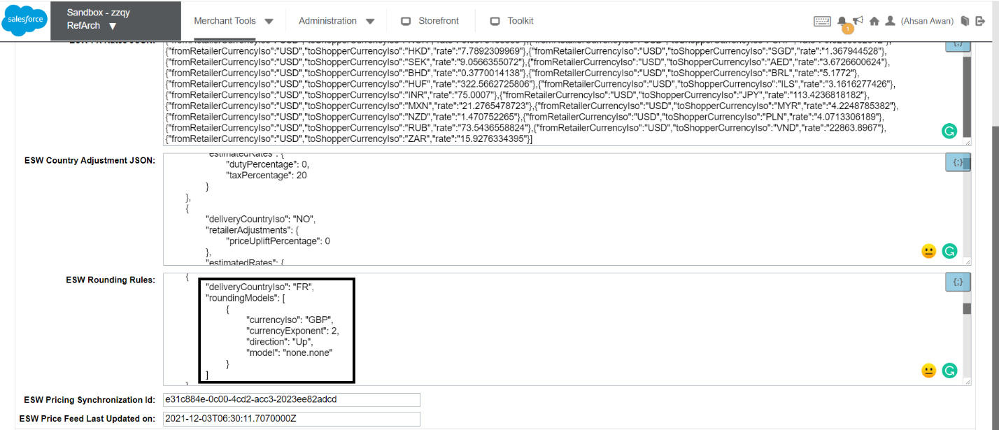 salesforce
Sandbox - zzqy
RefArch ▼
Merchant Tools
Administration
Storefront
Toolkit
1
(Ahsan Awan)
{"fromRetailerCurrencyIso":"USD","toShopperCurrencyIso":"HKD","rate":"7.7892309969"},{"fromRetailerCurrencyIso":"USD","toShopperCurrencyIso":"SGD","rate":"1.367944528"},
{"fromRetailerCurrencyIso":"USD","toShopperCurrencyIso":"SEK","rate":"9.0566355072"},{"fromRetailerCurrencyIso":"USD","toShopperCurrencyIso":"AED","rate":"3.6726600624"},
{"fromRetailerCurrencyIso":"USD","toShopperCurrencyIso":"BHD","rate":"0.3770014138"},{"fromRetailerCurrencyIso":"USD","toShopperCurrencyIso":"BRL","rate":"5.1772"},
{"fromRetailerCurrencyIso":"USD","toShopperCurrencyIso":"HUF","rate":"322.5662725806"},{"fromRetailerCurrencyIso":"USD","toShopperCurrencyIso":"ILS","rate":"3.1616277426"},
{"fromRetailerCurrencyIso":"USD","toShopperCurrencyIso":"INR","rate":"75.0007"},{"fromRetailerCurrencyIso":"USD","toShopperCurrencyIso":"JPY","rate":"113.4236818182"},
{"fromRetailerCurrencyIso":"USD","toShopperCurrencyIso":"MXN","rate":"21.2765478723"},{"fromRetailerCurrencyIso":"USD","toShopperCurrencyIso":"MYR","rate":"4.2248785382"},
{"fromRetailerCurrencyIso":"USD","toShopperCurrencyIso":"NZD","rate":"1.470752265"},{"fromRetailerCurrencyIso":"USD","toShopperCurrencyIso":"PLN","rate":"4.0713306189"},
{"fromRetailerCurrencyIso":"USD","toShopperCurrencyIso":"RUB","rate":"73.5436558824"},{"fromRetailerCurrencyIso":"USD","toShopperCurrencyIso":"VND","rate":"22863.8967"},
{"fromRetailerCurrencyIso":"USD","toShopperCurrencyIso":"ZAR","rate":"15.9276334395"}]
ESW Country Adjustment JSON:
"estimatedRates": {
"dutyPercentage": 0,
"taxPercentage": 20
}
},
{
"deliveryCountryIso": "NO",
"retailerAdjustments": {
"priceUpliftPercentage": 0
},
"estimatedRates": {
{;}
ESW Rounding Rules:
{
"deliveryCountryIso": "FR",
"roundingModels": [
{
"currencyIso": "GBP",
"currencyExponent": 2,
"direction": "Up",
"model": "none.none"
}
]
{;}
ESW Pricing Synchronization Id:
e31c884e-0c00-4cd2-acc3-2023ee82adcd
ESW Price Feed Last Updated on:
2021-12-03T06:30:11.7070000Z